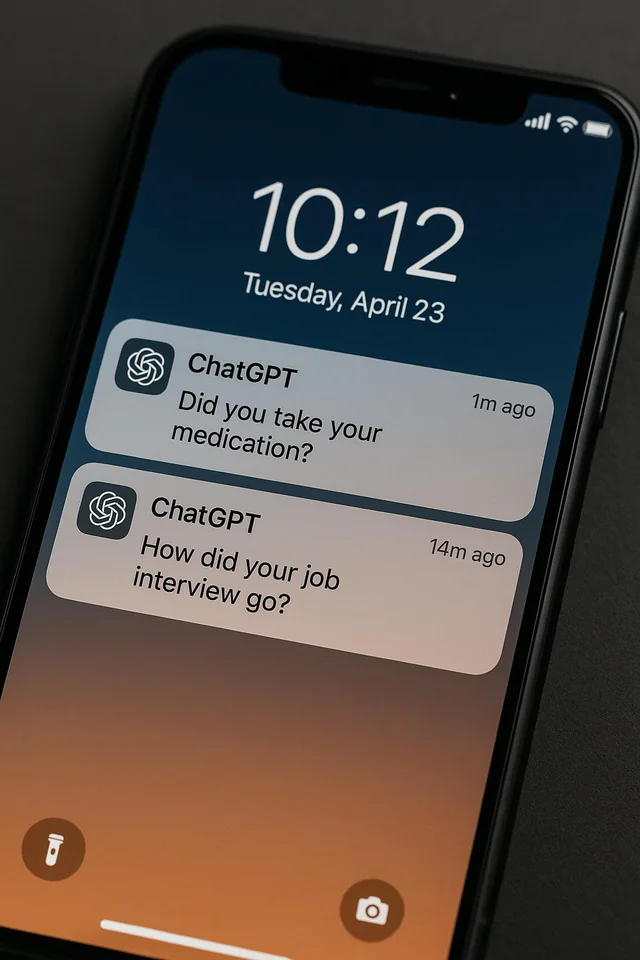 10:12
Tuesday, April 23
ChatGPT
1m ago
Did you take your
medication?
ChatGPT
14m ago
How did your job
interview go?